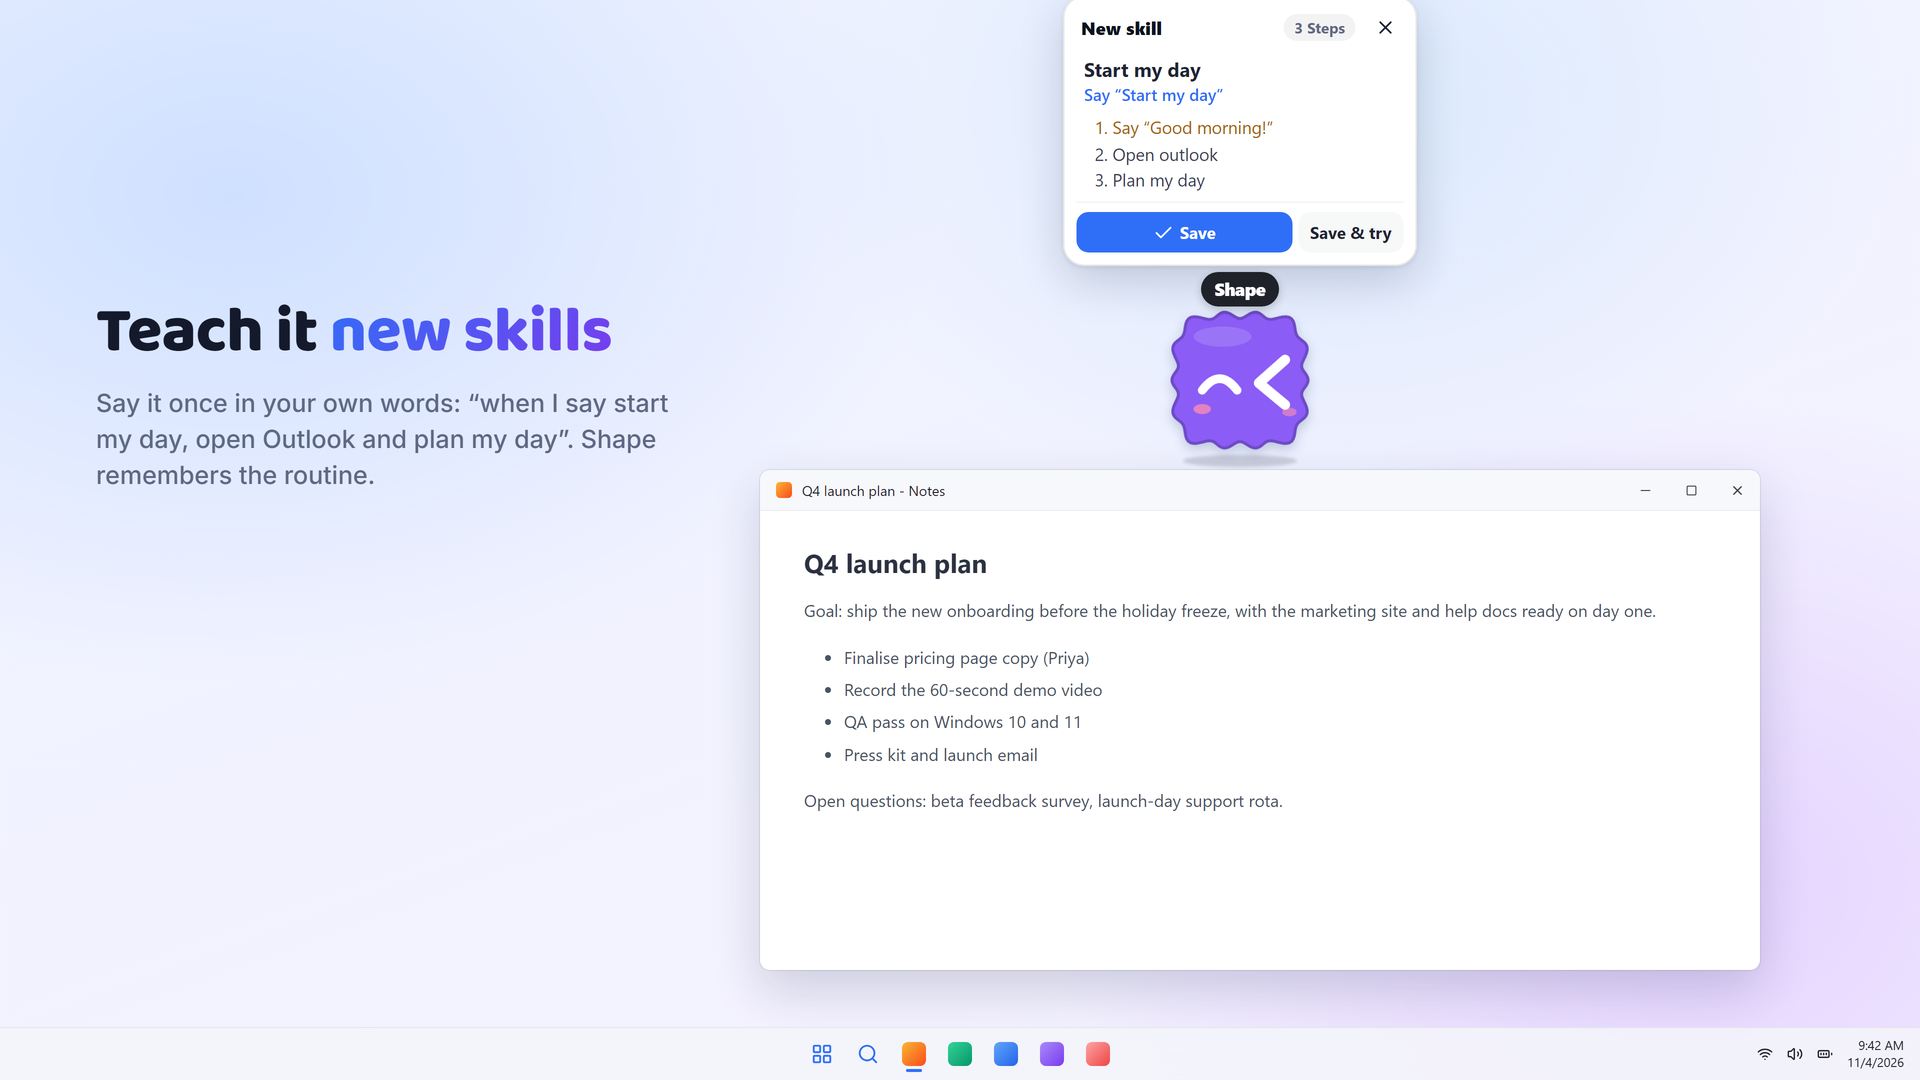 New skill
3 Steps
Start my day
Say “Start my day”
1. Say “Good morning!”
2. Open outlook
3. Plan my day
Save
Save & try
Shape
Teach it new skills
Say it once in your own words: “when I say start
my day, open Outlook and plan my day”. Shape
remembers the routine.
Q4 launch plan - Notes
Q4 launch plan
Goal: ship the new onboarding before the holiday freeze, with the marketing site and help docs ready on day one.
• Finalise pricing page copy (Priya)
• Record the 60-second demo video
• QA pass on Windows 10 and 11
• Press kit and launch email
Open questions: beta feedback survey, launch-day support rota.
9:42 AM
11/4/2026